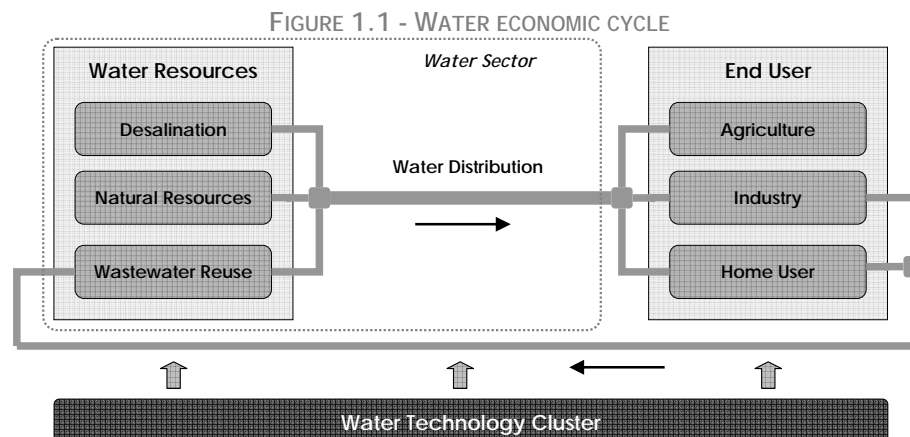 FIGURE 1.1 - WATER ECONOMIC CYCLE
Water Resources
Water Sector
End User
Desalination
Agriculture
Water Distribution
Natural Resources
Industry
Wastewater Reuse
Home User
Water Technology Cluster